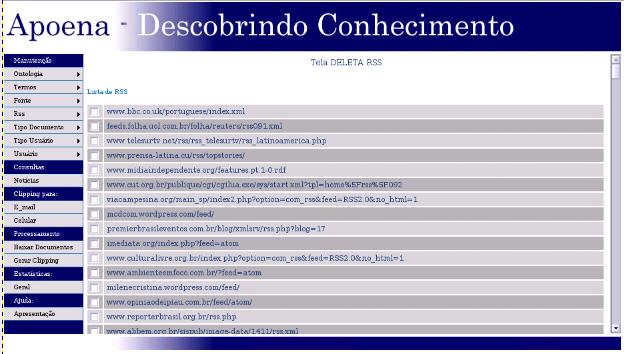 Apoena - Descobrindo Conhecimento
Manutenção:
Ontologia
Termos
Fonte
Rss
Tipo Documento
Tipo Usuário
Usuário
Consultas:
Notícias
Clipping para:
E_mail
Celular
Processamento:
Baixar Documentos
Gerar Clipping
Estatísticas:
Geral
Ajuda:
Apresentação
Tela DELETA RSS
Lista de RSS
www.bbc.co.uk/portuguese/index.xml
feeds.folha.uol.com.br/folha/reuters/rss091.xml
www.telesurtv.net/rss/rss_telesurtv/rss_latinoamerica.php
www.prensa-latina.cu/rss/topstories/
www.midiaindependente.org/features.pt.1-0.rdf
www.cut.org.br/publique/cgi/cgilua.exe/sys/start.xml?tpl=home%5Frss%5F092
viacampesina.org/main_sp/index2.php?option=com_rss&feed=RSS2.0&no_html=1
mcdcom.wordpress.com/feed/
premierbrasileventos.com.br/blog/xmlsrv/rss.php?blog=17
imediata.org/index.php?feed=atom
www.culturalivra.org.br/index.php?option=com_rss&feed=RSS2.0&no_html=1
www.ambienteemfoco.com.br/?feed=atom
milenecristina.wordpress.com/feed/
www.opiniaodeipiau.com.br/feed/atom/
www.reporterbrasil.org.br/rss.php
www.abbem.org.br/sispub/image-data/1411/rss.xml